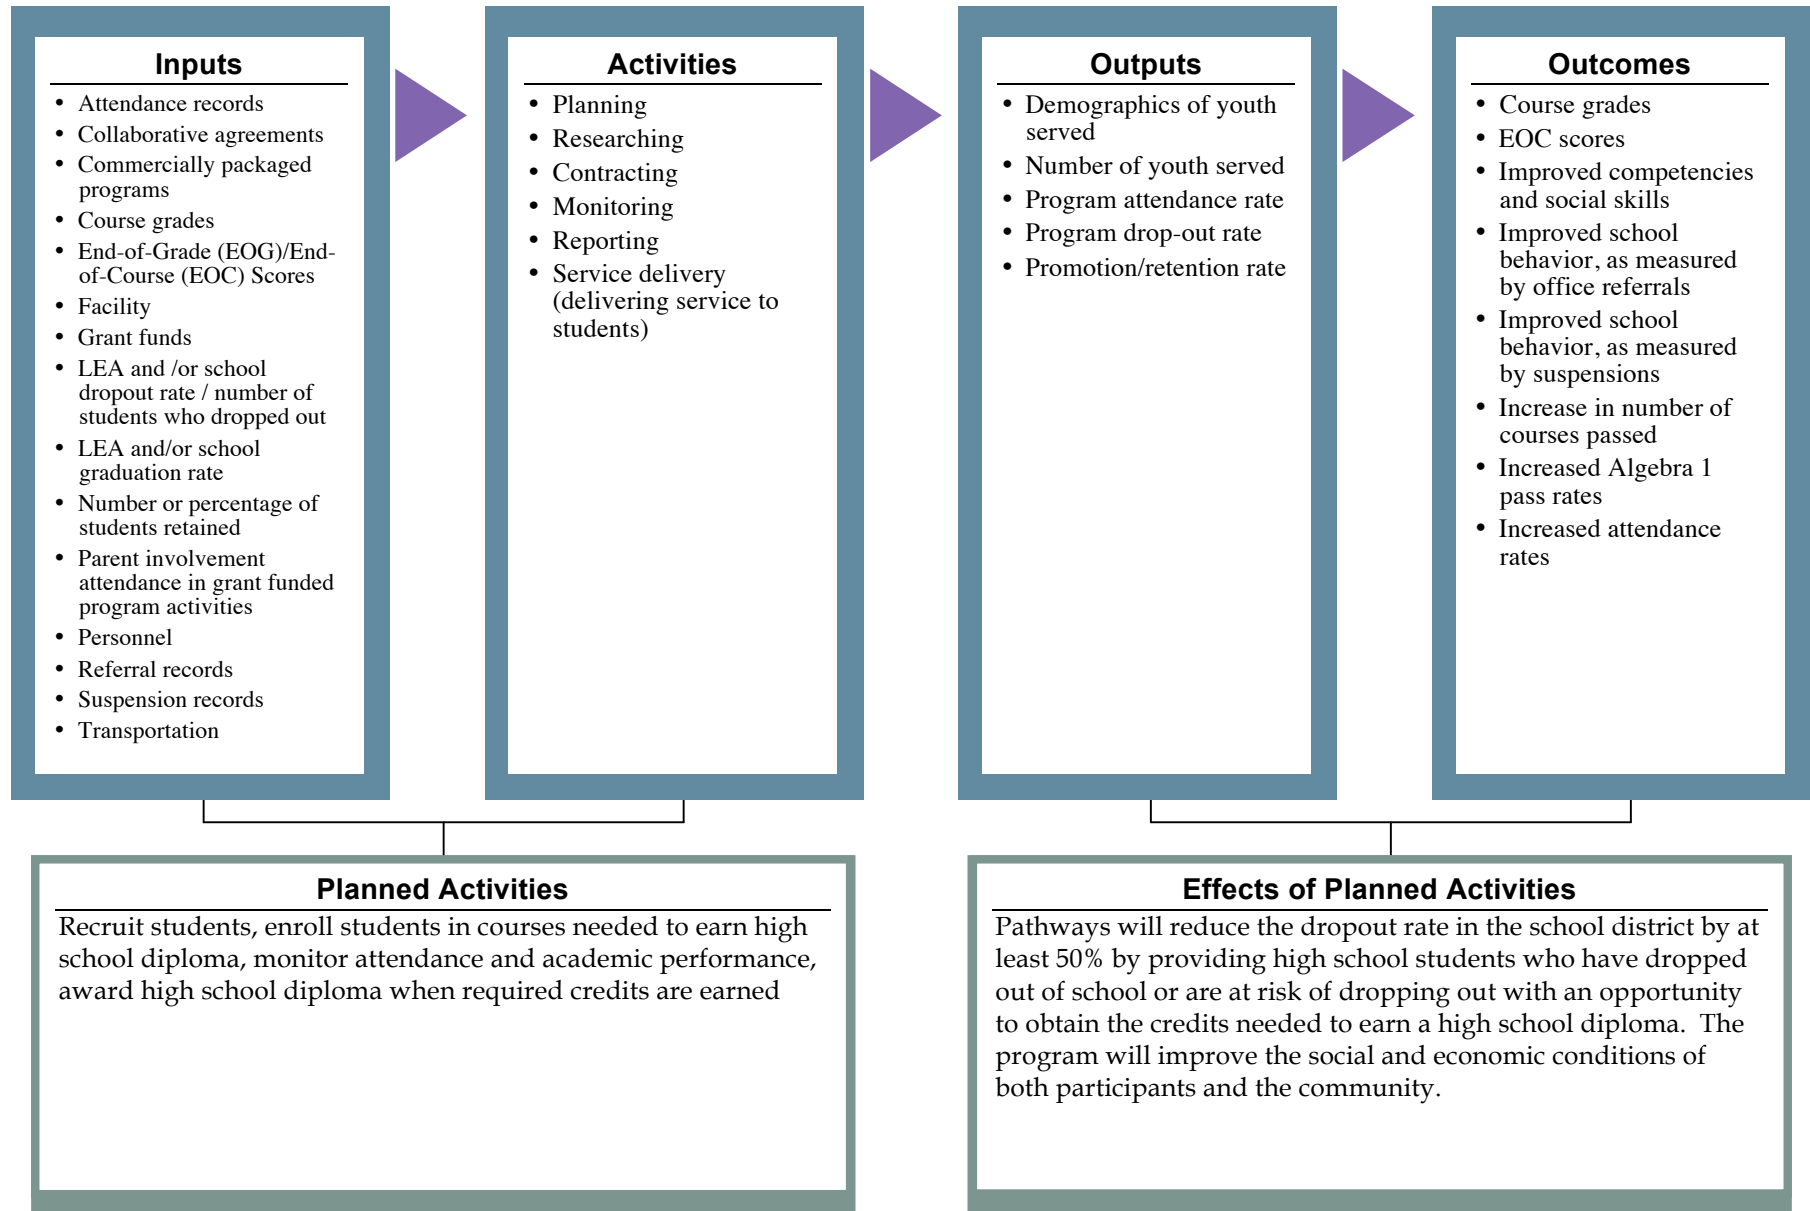 Inputs
• Attendance records
• Collaborative agreements
• Commercially packaged
programs
• Course grades
• End-of-Grade (EOG)/End-
of-Course (EOC) Scores
• Facility
• Grant funds
• LEA and /or school
dropout rate / number of
students who dropped out
• LEA and/or school
graduation rate
• Number or percentage of
students retained
• Parent involvement
attendance in grant funded
program activities
• Personnel
• Referral records
• Suspension records
• Transportation
Activities
• Planning
• Researching
• Contracting
• Monitoring
• Reporting
• Service delivery
(delivering service to
students)
Outputs
• Demographics of youth
served
• Number of youth served
• Program attendance rate
• Program drop-out rate
• Promotion/retention rate
Outcomes
• Course grades
• EOC scores
• Improved competencies
and social skills
• Improved school
behavior, as measured
by office referrals
• Improved school
behavior, as measured
by suspensions
• Increase in number of
courses passed
• Increased Algebra 1
pass rates
• Increased attendance
rates
Planned Activities
Recruit students, enroll students in courses needed to earn high
school diploma, monitor attendance and academic performance,
award high school diploma when required credits are earned
Effects of Planned Activities
Pathways will reduce the dropout rate in the school district by at
least 50% by providing high school students who have dropped
out of school or are at risk of dropping out with an opportunity
to obtain the credits needed to earn a high school diploma.  The
program will improve the social and economic conditions of
both participants and the community.